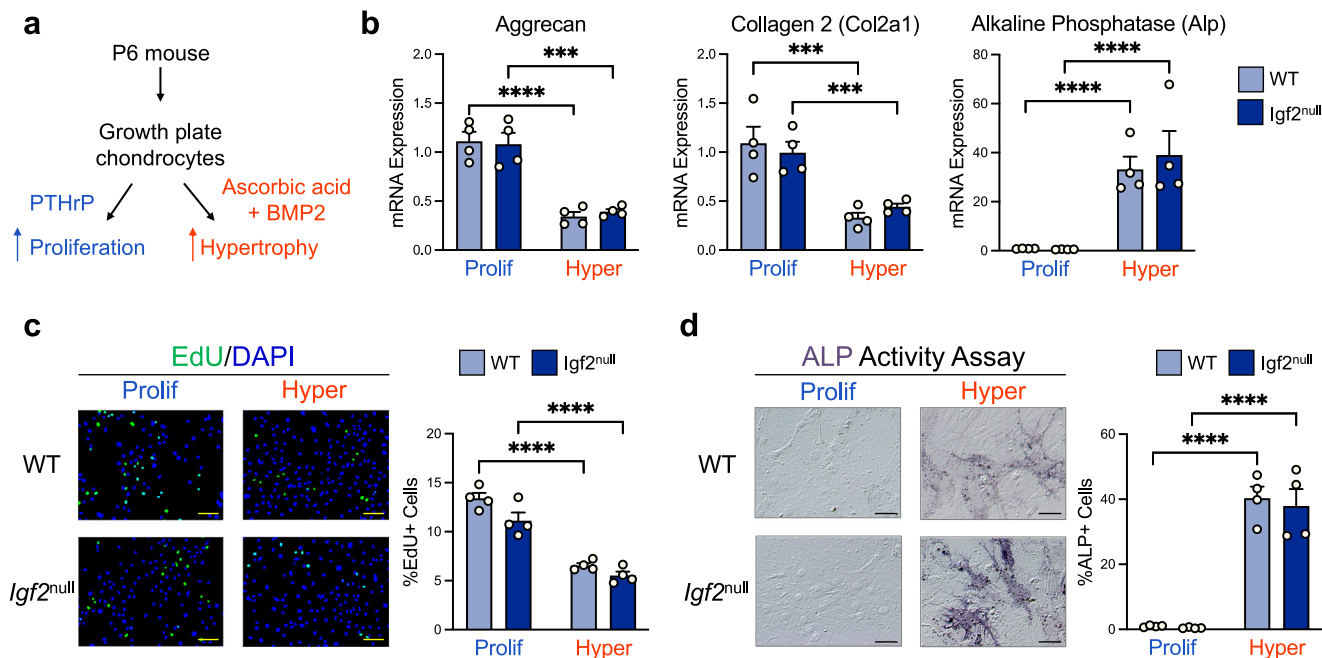 a
P6 mouse
Growth plate
chondrocytes
PTHrP
Ascorbic acid
+ BMP2
Proliferation
Hypertrophy
b
Aggrecan
mRNA Expression
2.0
1.5
1.0
0.5
0.0
***
****
Prolif
Hyper
Collagen 2 (Col2a1)
mRNA Expression
2.0
1.5
1.0
0.5
0.0
***
***
Prolif
Hyper
Alkaline Phosphatase (Alp)
mRNA Expression
80
60
40
20
0
****
****
Prolif
Hyper
WT
Igf2null
c
EdU/DAPI
Prolif
Hyper
WT
Igf2null
WT
Igf2null
%EdU+ Cells
20
15
10
5
0
****
****
Prolif
Hyper
d
ALP Activity Assay
Prolif
Hyper
WT
Igf2null
WT
Igf2null
%ALP+ Cells
60
40
20
0
****
****
Prolif
Hyper